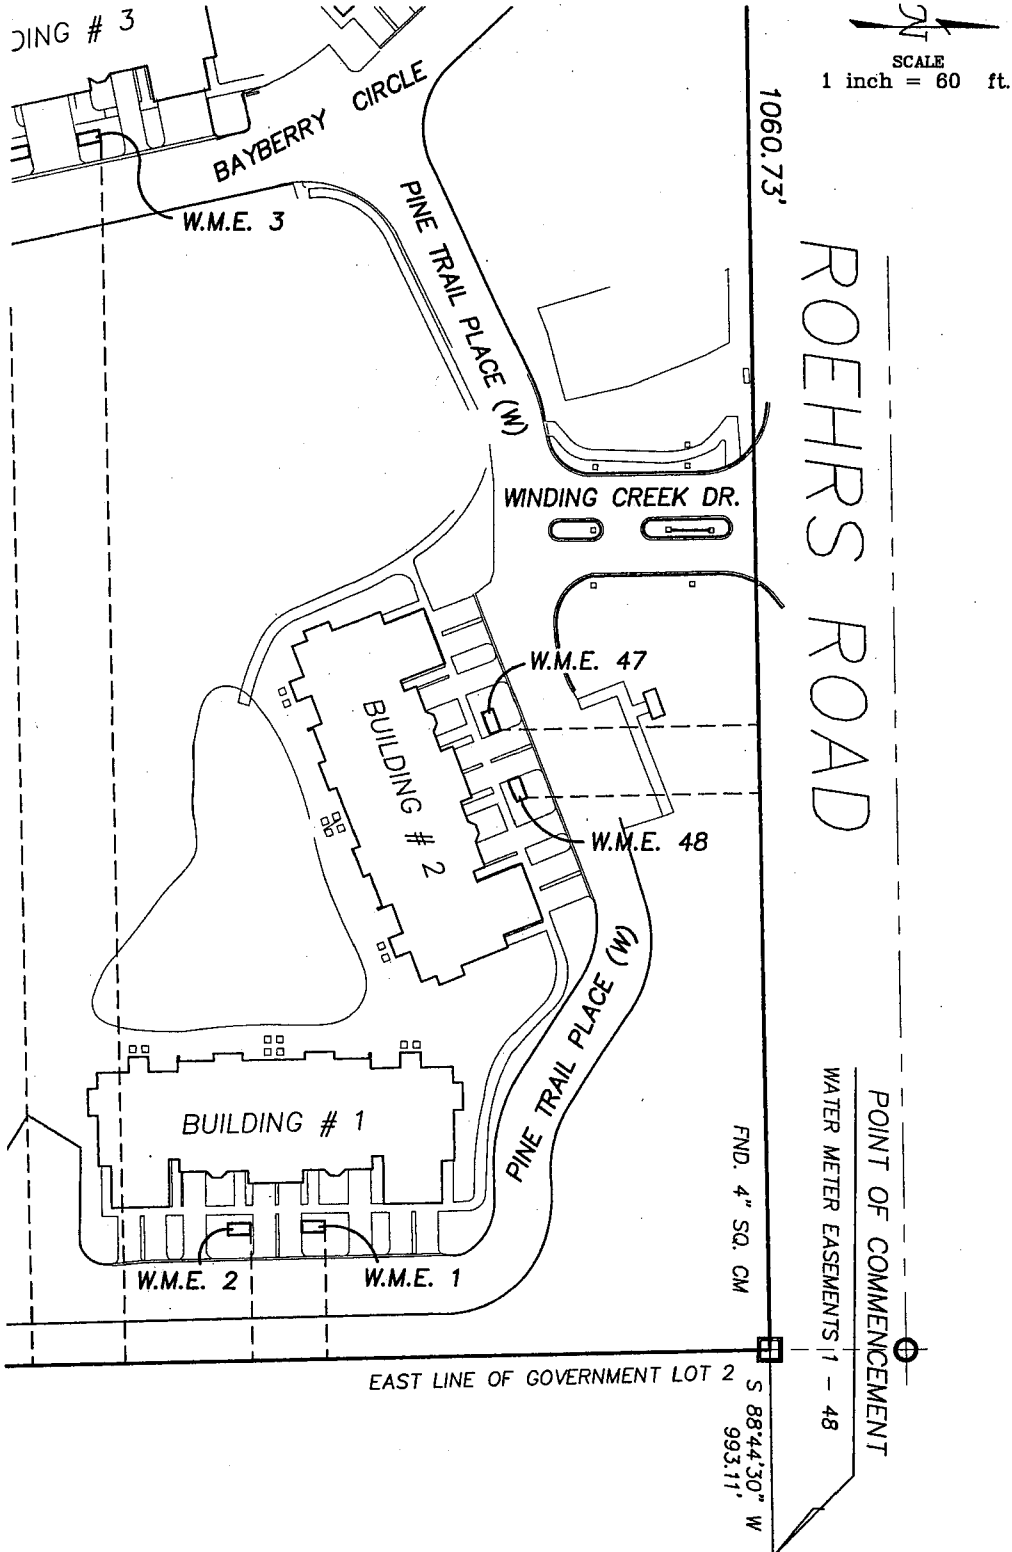 DING # 3
N
SCALE
1 inch = 60 ft.
BAYBERRY CIRCLE
1060.73'
W.M.E. 3
PINE TRAIL PLACE (W)
ROEHRS ROAD
WINDING CREEK DR.
W.M.E. 47
BUILDING # 2
W.M.E. 48
PINE TRAIL PLACE (W)
BUILDING # 1
FND. 4" SQ. CM
POINT OF COMMENCEMENT
WATER METER EASEMENTS 1 - 48
W.M.E. 2
W.M.E. 1
EAST LINE OF GOVERNMENT LOT 2
S 88°44'30" W
993.11'